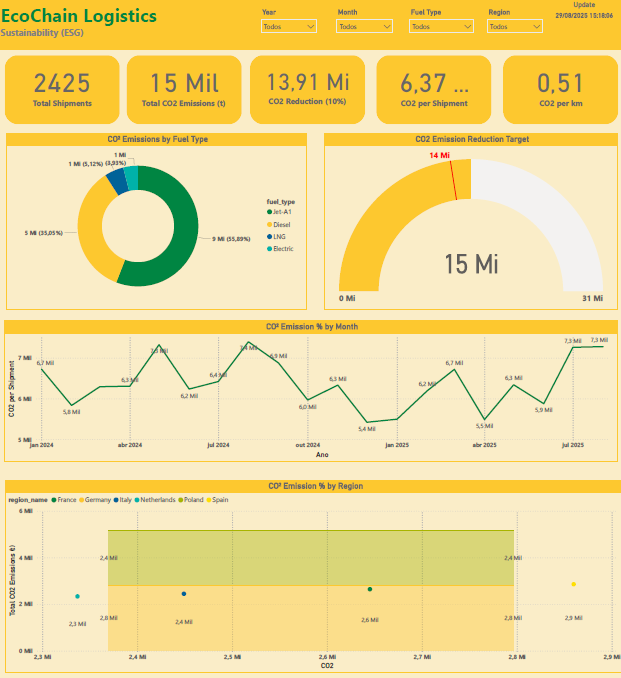 EcoChain Logistics
Sustainability (ESG)
Year
Month
Fuel Type
Region
Todos
Todos
Todos
Todos
Update
29/08/2025 15:18:06
2425
Total Shipments
15 Mil
Total CO2 Emissions (t)
13,91 Mi
CO2 Reduction (10%)
6,37 ...
CO2 per Shipment
0,51
CO2 per km
CO² Emissions by Fuel Type
1 Mi (3,93%)
1 Mi (5,12%)
5 Mi (35,05%)
9 Mi (55,89%)
fuel_type
Jet-A1
Diesel
LNG
Electric
CO2 Emission Reduction Target
14 Mi
15 Mi
0 Mi
31 Mi
CO² Emission % by Month
CO2 per Shipment
7 Mil
6 Mil
5 Mil
6,7 Mil
5,8 Mil
6,3 Mil
7,3 Mil
6,2 Mil
6,4 Mil
7,4 Mil
6,9 Mil
6,0 Mil
6,3 Mil
5,4 Mil
6,2 Mil
6,7 Mil
5,5 Mil
6,3 Mil
5,9 Mil
7,3 Mil
7,3 Mil
jan 2024
abr 2024
jul 2024
out 2024
jan 2025
abr 2025
jul 2025
Ano
CO² Emission % by Region
region_name
France
Germany
Italy
Netherlands
Poland
Spain
Total CO2 Emissions (t)
6 Mil
4 Mil
2 Mil
0 Mil
2,4 Mil
2,4 Mil
2,3 Mil
2,8 Mil
2,4 Mil
2,6 Mil
2,8 Mil
2,9 Mil
2,3 Mil
2,4 Mil
2,5 Mil
2,6 Mil
2,7 Mil
2,8 Mil
2,9 Mil
CO2